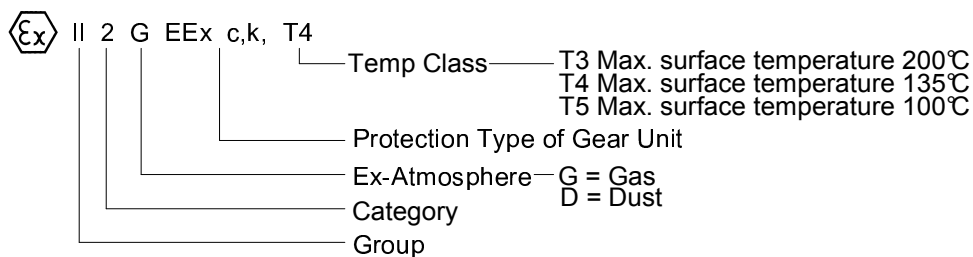 Ex II 2 G EEx c,k, T4
Temp Class T3 Max. surface temperature 200°C
T4 Max. surface temperature 135°C
T5 Max. surface temperature 100°C
Protection Type of Gear Unit
Ex-Atmosphere G = Gas
D = Dust
Category
Group